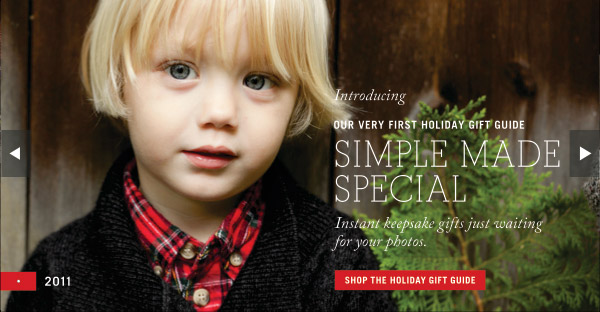 Introducing
OUR VERY FIRST HOLIDAY GIFT GUIDE
SIMPLE MADE
SPECIAL
Instant keepsake gifts just waiting
for your photos.
SHOP THE HOLIDAY GIFT GUIDE
2011